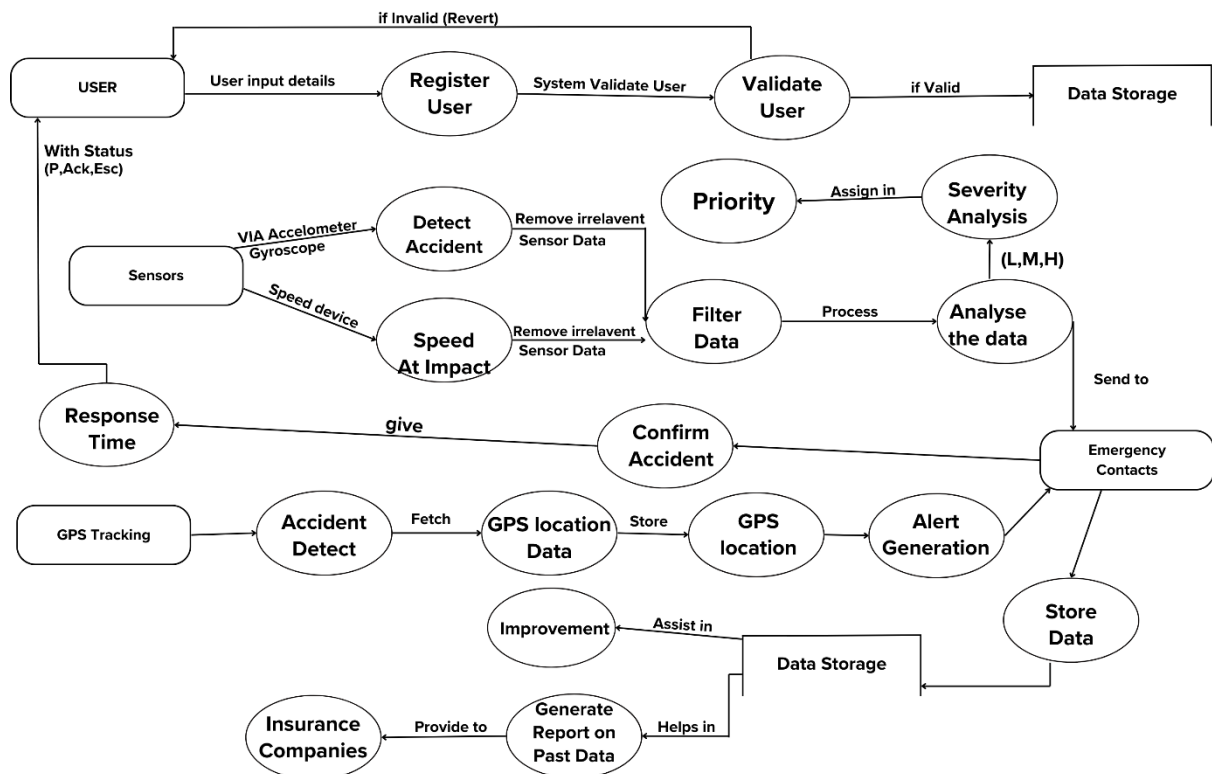 if Invalid (Revert)
USER
User input details
Register
User
System Validate User
Validate
User
if Valid
Data Storage
With Status
(P,Ack,Esc)
Priority
Assign in
Severity
Analysis
VIA Accelometer
Gyroscope
Detect
Accident
Remove irrelavent
Sensor Data
(L,M,H)
Sensors
Speed device
Speed
At Impact
Remove irrelavent
Sensor Data
Filter
Data
Process
Analyse
the data
Send to
Response
Time
give
Confirm
Accident
Emergency
Contacts
GPS Tracking
Accident
Detect
Fetch
GPS location
Data
Store
GPS
location
Alert
Generation
Improvement
Assist in
Data Storage
Store
Data
Insurance
Companies
Provide to
Generate
Report on
Past Data
Helps in